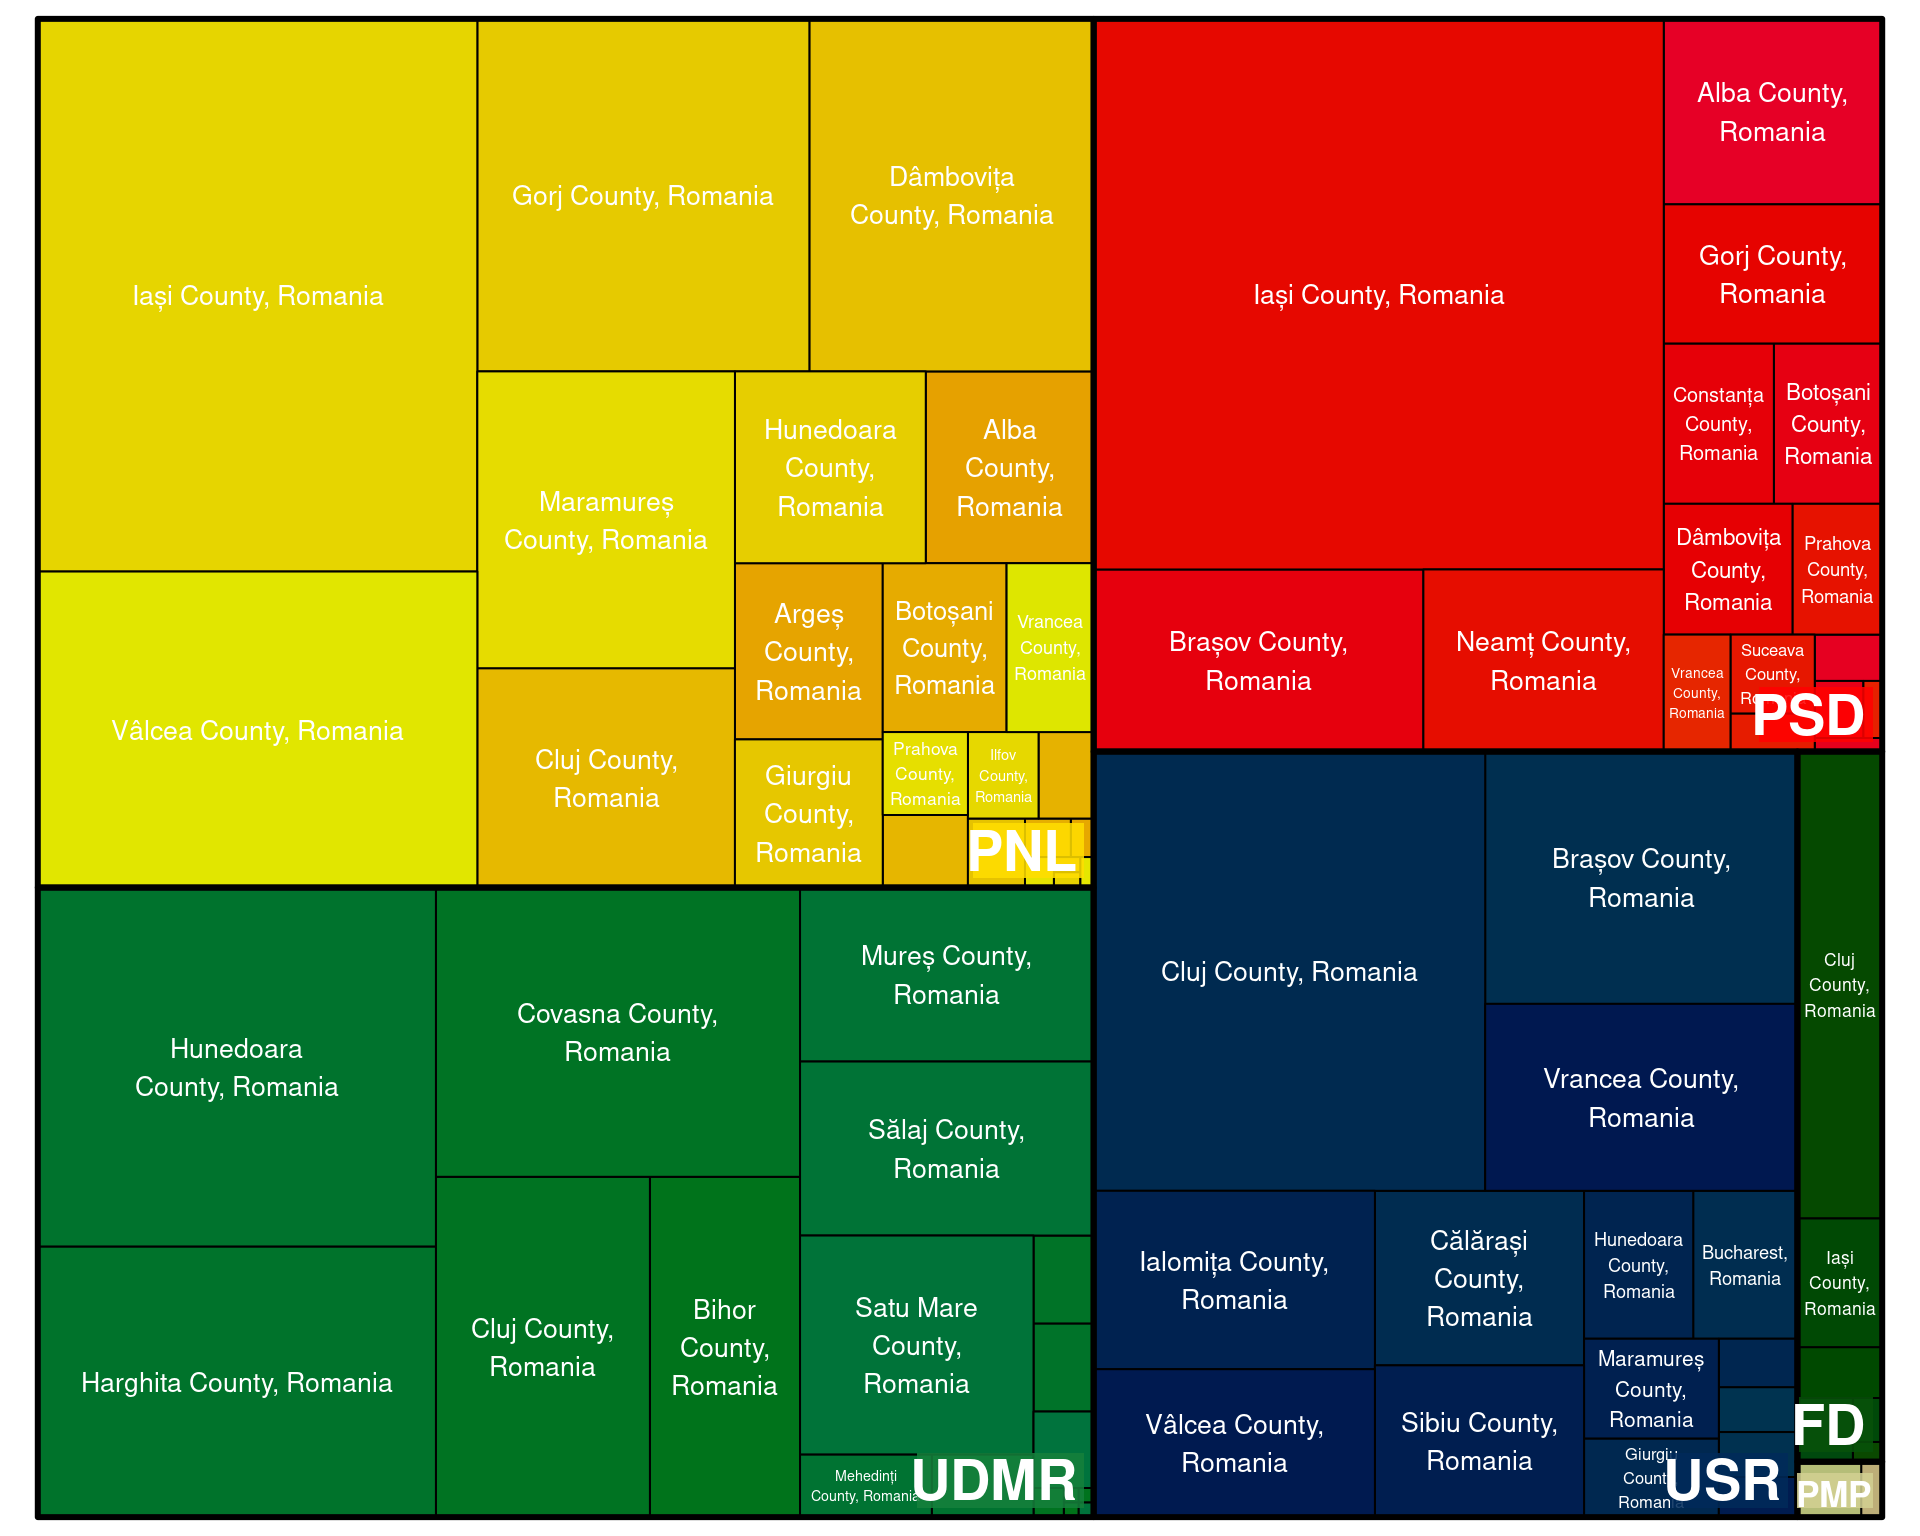 Iași County, Romania
Gorj County, Romania
Dâmbovița
County, Romania
Vâlcea County, Romania
Maramureș
County, Romania
Hunedoara
County,
Romania
Alba
County,
Romania
Cluj County,
Romania
Argeș
County,
Romania
Botoșani
County,
Romania
Vrancea
County,
Romania
Giurgiu
County,
Romania
Prahova
County,
Romania
Ilfov
County,
Romania
PNL
Iași County, Romania
Alba County,
Romania
Gorj County,
Romania
Constanța
County,
Romania
Botoșani
County,
Romania
Brașov County,
Romania
Neamț County,
Romania
Dâmbovița
County,
Romania
Prahova
County,
Romania
Vrancea
County,
Romania
Suceava
County,
PSD
Hunedoara
County, Romania
Covasna County,
Romania
Mureș County,
Romania
Sălaj County,
Romania
Harghita County, Romania
Cluj County,
Romania
Bihor
County,
Romania
Satu Mare
County,
Romania
Mehedinți
County, Romania
UDMR
Cluj County, Romania
Brașov County,
Romania
Vrancea County,
Romania
Ialomița County,
Romania
Călărași
County,
Romania
Hunedoara
County,
Romania
Bucharest,
Romania
Vâlcea County,
Romania
Sibiu County,
Romania
Maramureș
County,
Romania
Giurgiu
County
Romania
USR
Cluj
County,
Romania
Iași
County,
Romania
FD
PMP